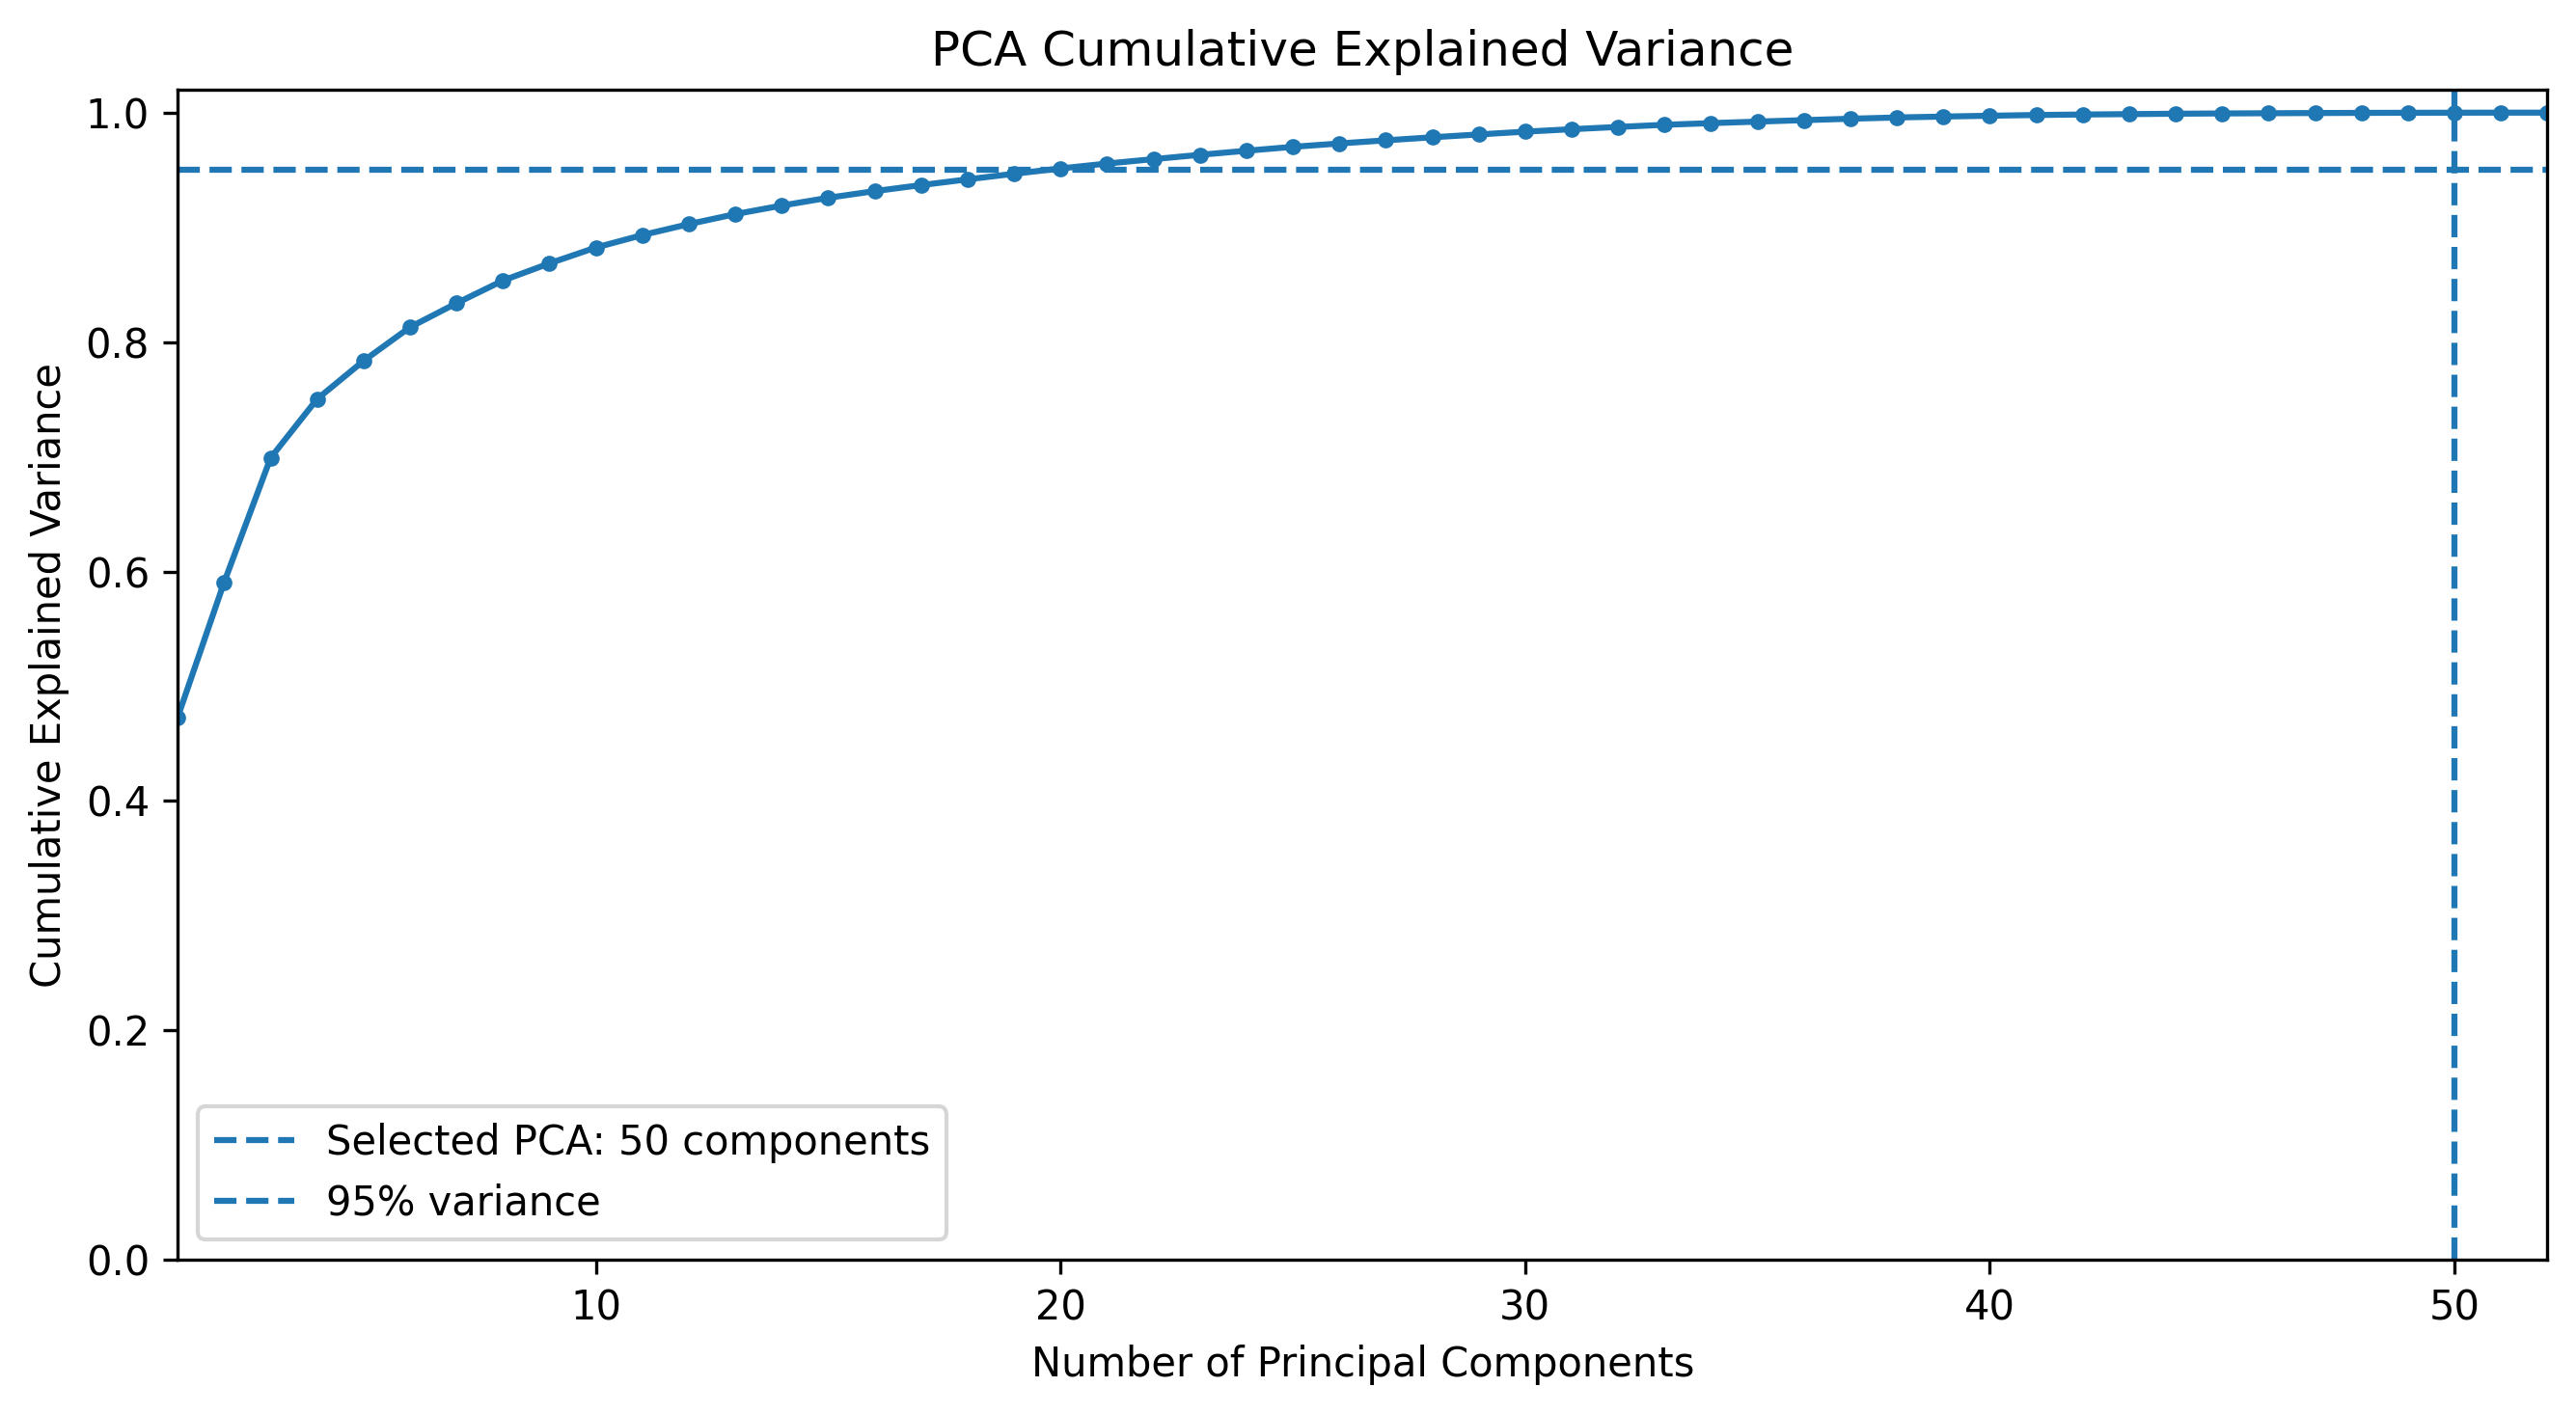 PCA Cumulative Explained Variance
Cumulative Explained Variance
1.0
0.8
0.6
0.4
0.2
0.0
Selected PCA: 50 components
95% variance
10 20 30 40 50
Number of Principal Components